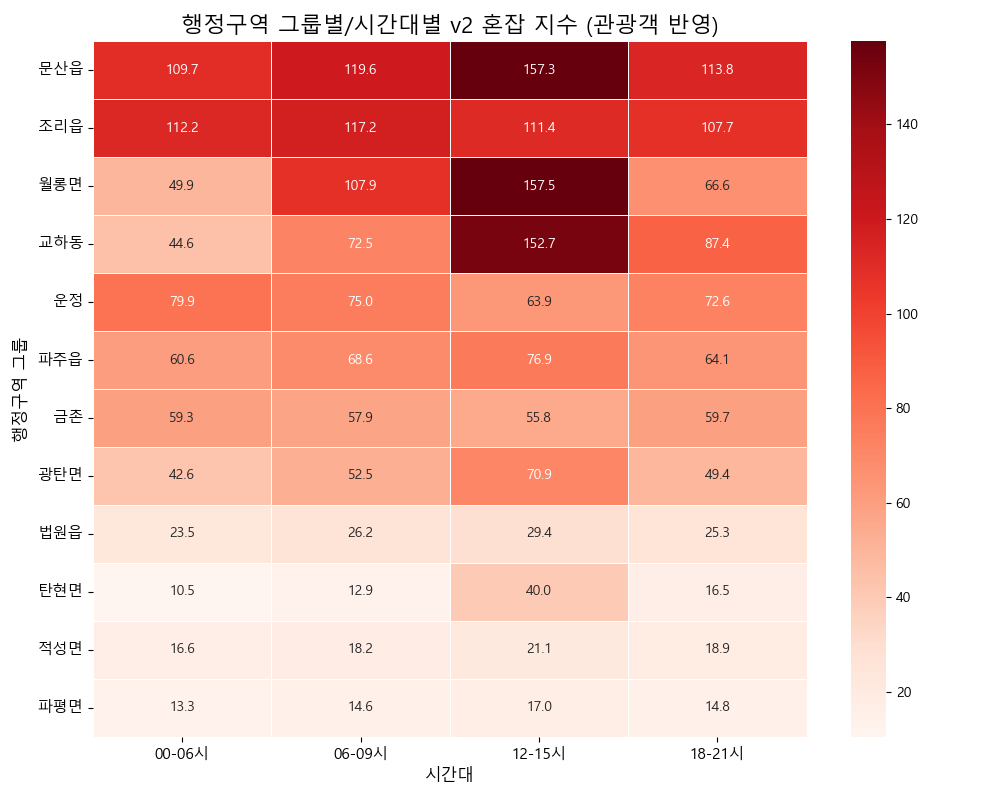 행정구역 그룹별/시간대별 v2 혼잡 지수 (관광객 반영)
문산읍 109.7 119.6 157.3 113.8
조리읍 112.2 117.2 111.4 107.7
월롱면 49.9 107.9 157.5 66.6
교하동 44.6 72.5 152.7 87.4
운정 79.9 75.0 63.9 72.6
파주읍 60.6 68.6 76.9 64.1
금촌 59.3 57.9 55.8 59.7
광탄면 42.6 52.5 70.9 49.4
법원읍 23.5 26.2 29.4 25.3
탄현면 10.5 12.9 40.0 16.5
적성면 16.6 18.2 21.1 18.9
파평면 13.3 14.6 17.0 14.8
00-06시 06-09시 12-15시 18-21시
시간대
행정구역 그룹
140
120
100
80
60
40
20